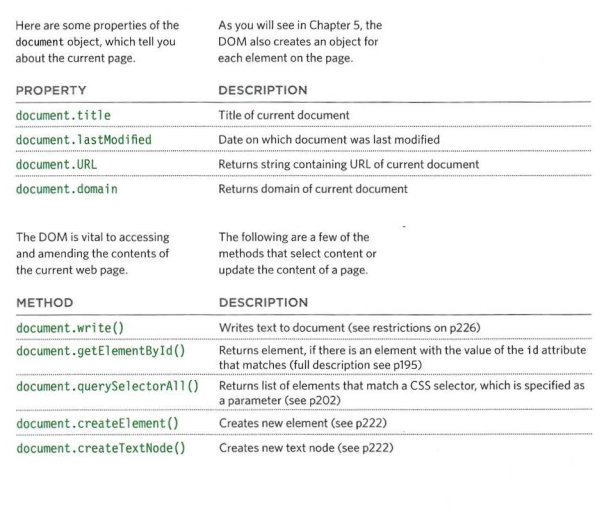 Here are some properties of the
document object, which tell you
about the current page.
As you will see in Chapter 5, the
DOM also creates an object for
each element on the page.
PROPERTY DESCRIPTION
document.title Title of current document
document.lastModified Date on which document was last modified
document.URL Returns string containing URL of current document
document.domain Returns domain of current document
The DOM is vital to accessing
and amending the contents of
the current web page.
The following are a few of the
methods that select content or
update the content of a page.
METHOD DESCRIPTION
document.write() Writes text to document (see restrictions on p226)
document.getElementById() Returns element, if there is an element with the value of the id attribute
that matches (full description see p195)
document.querySelectorAll() Returns list of elements that match a CSS selector, which is specified as
a parameter (see p202)
document.createElement() Creates new element (see p222)
document.createTextNode() Creates new text node (see p222)